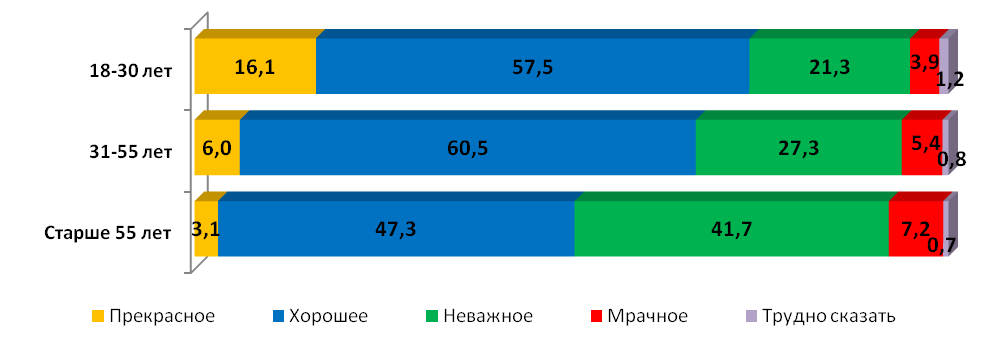 18-30 лет 16,1 57,5 21,3 3,9 1,2
31-55 лет 6,0 60,5 27,3 5,4 0,8
Старше 55 лет 3,1 47,3 41,7 7,2 0,7
Прекрасное Хорошее Неважное Мрачное Трудно сказать